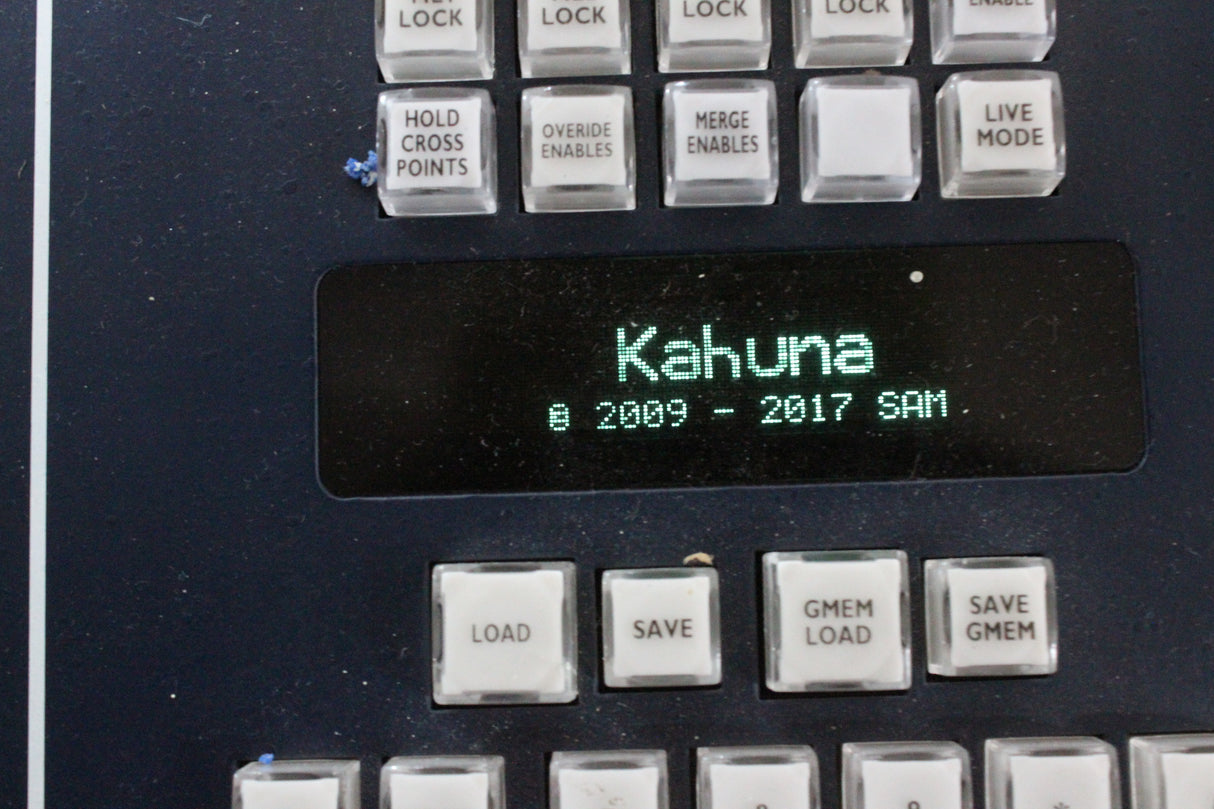 LOCK
LOCK
LOCK
LOCK
ENABLE
HOLD
CROSS
POINTS
OVERIDE
ENABLES
MERGE
ENABLES
LIVE
MODE
Kahuna
© 2009 - 2017 SAM
LOAD
SAVE
GMEM
LOAD
SAVE
GMEM